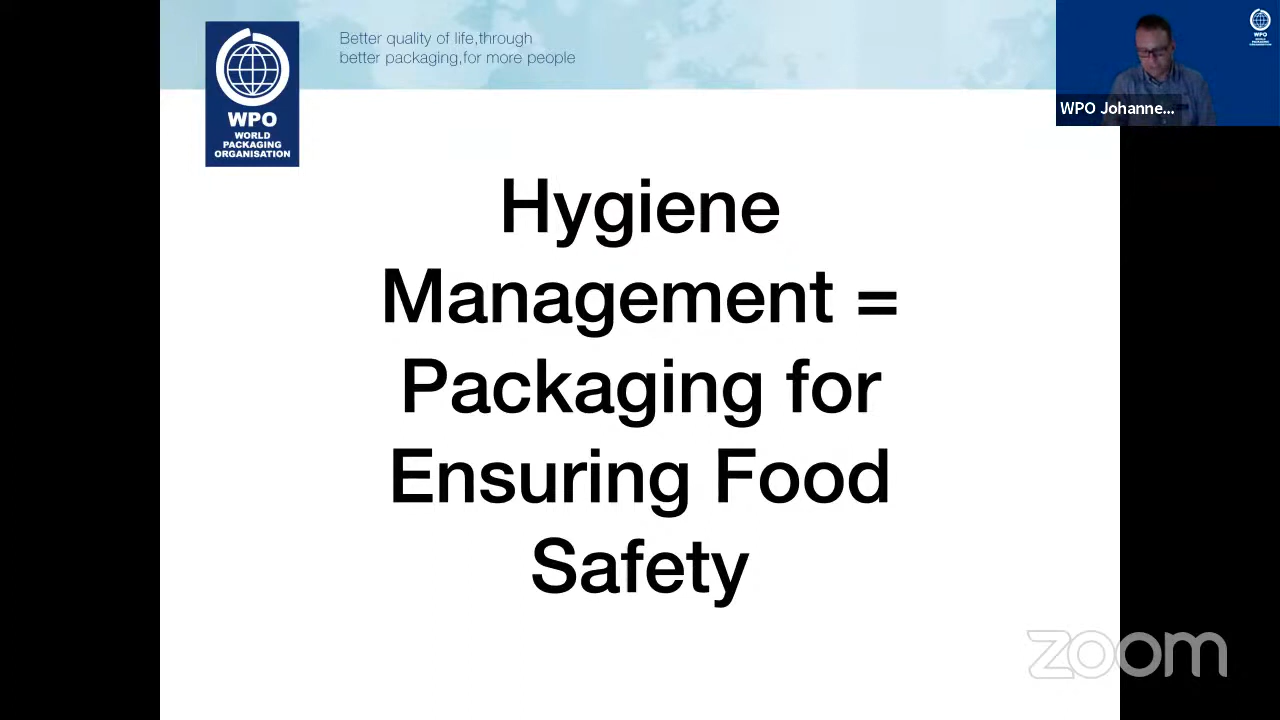 Better quality of life,through
better packaging,for more people
WPO
WORLD
PACKAGING
ORGANISATION
WPO
WPO Johanne...
Hygiene
Management =
Packaging for
Ensuring Food
Safety
zoom